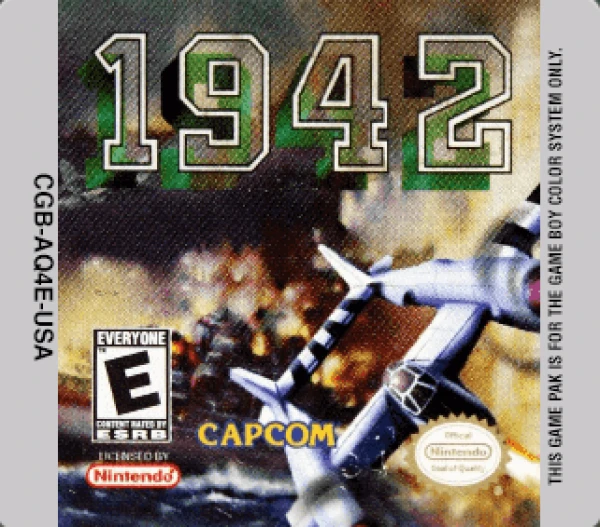 1942
CGB-AQ4E-USA
THIS GAME PAK IS FOR THE GAME BOY COLOR SYSTEM ONLY.
EVERYONE
E
CONTENT RATED BY
ESRB
CAPCOM
LICENSED BY
Nintendo
Official
Nintendo
Seal of Quality